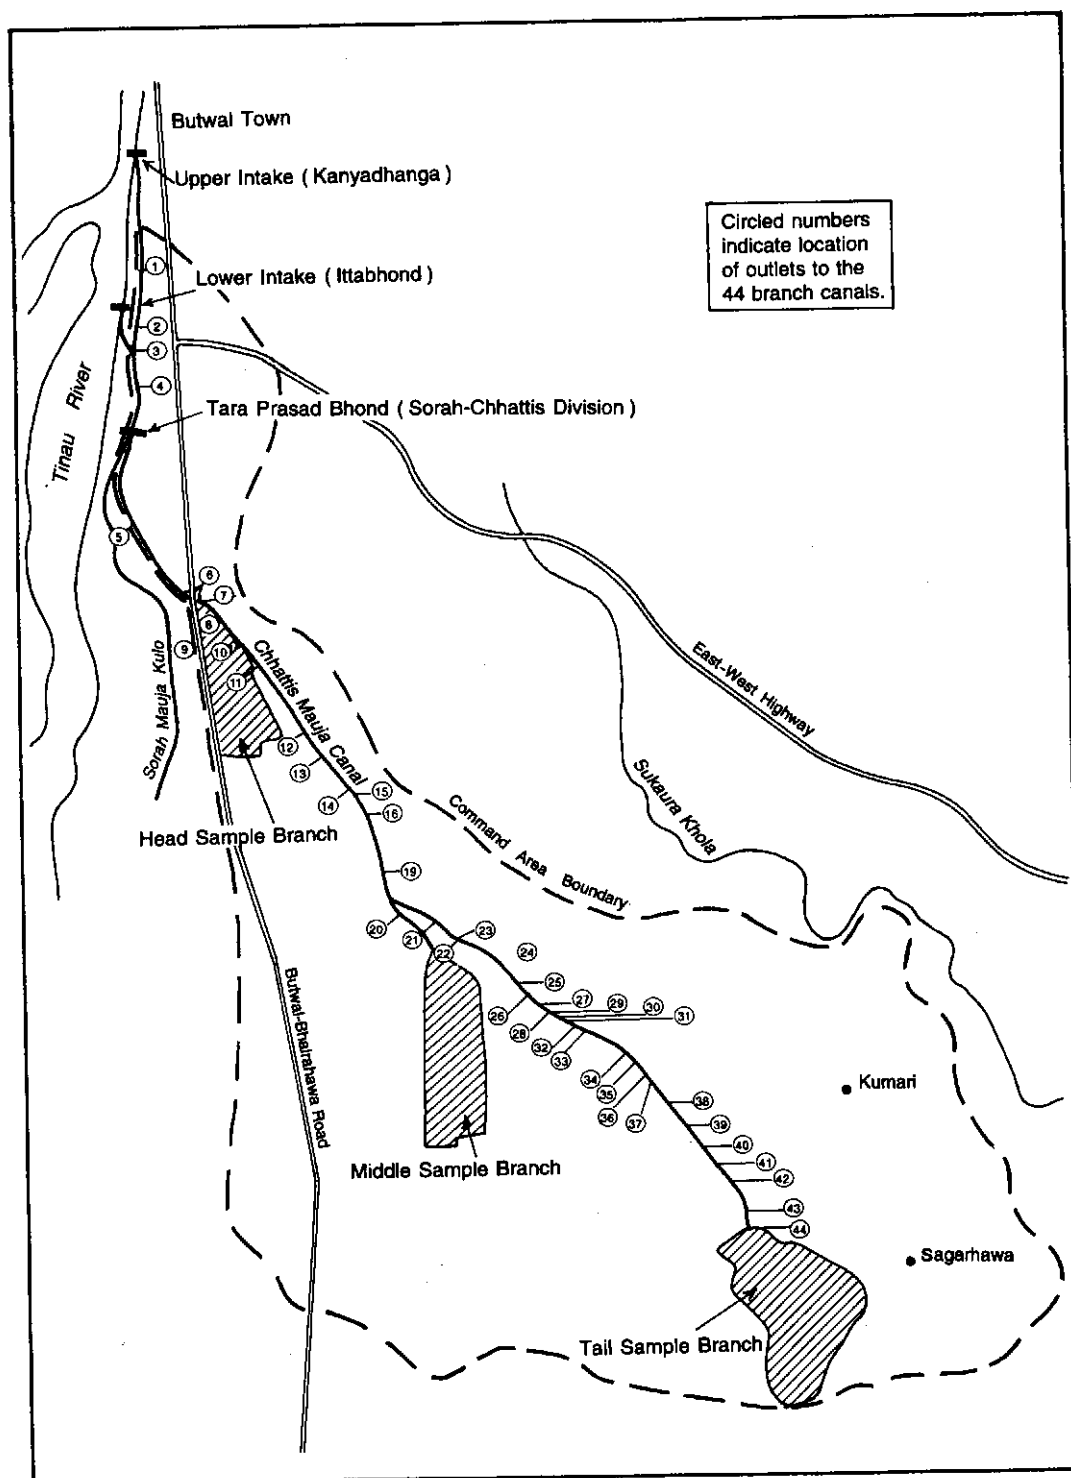 Butwal Town
Upper Intake ( Kanyadhanga )
Circled numbers
indicate location
of outlets to the
44 branch canals.
1
Lower Intake ( Ittabhond )
2
3
4
Tara Prasad Bhond ( Sorah-Chhattis Division )
Tinau River
5
6
7
8
9
10
11
Sorah Mauja Kulo
Chhattis Mauja Canal
East-West Highway
12
13
14
15
16
Head Sample Branch
Command Area Boundary
Sukaura Khola
19
20
21
22
23
24
25
26
27
28
29
30
31
32
33
34
35
36
37
Butwal-Bhairahawa Road
Kumari
38
39
40
41
42
Middle Sample Branch
43
44
Sagarhawa
Tail Sample Branch